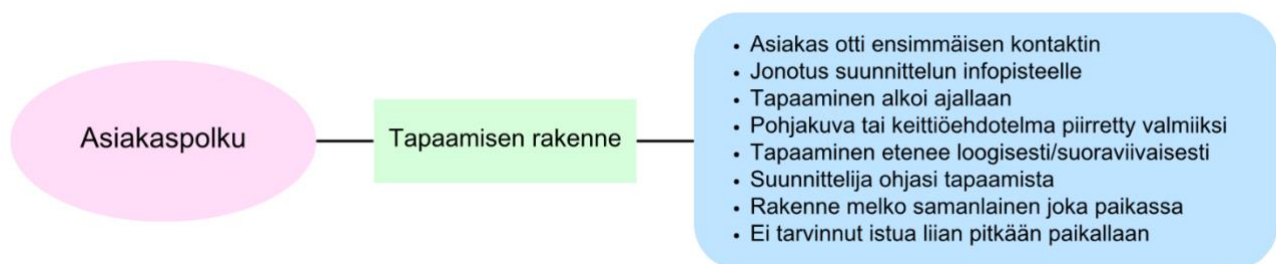 Asiakaspolku
Tapaamisen rakenne
• Asiakas otti ensimmäisen kontaktin
• Jonotus suunnittelun infopisteelle
• Tapaaminen alkoi ajallaan
• Pohjakuva tai keittiöehdotelma piirretty valmiiksi
• Tapaaminen etenee loogisesti/suoraviivaisesti
• Suunnittelija ohjasi tapaamista
• Rakenne melko samanlainen joka paikassa
• Ei tarvinnut istua liian pitkään paikallaan